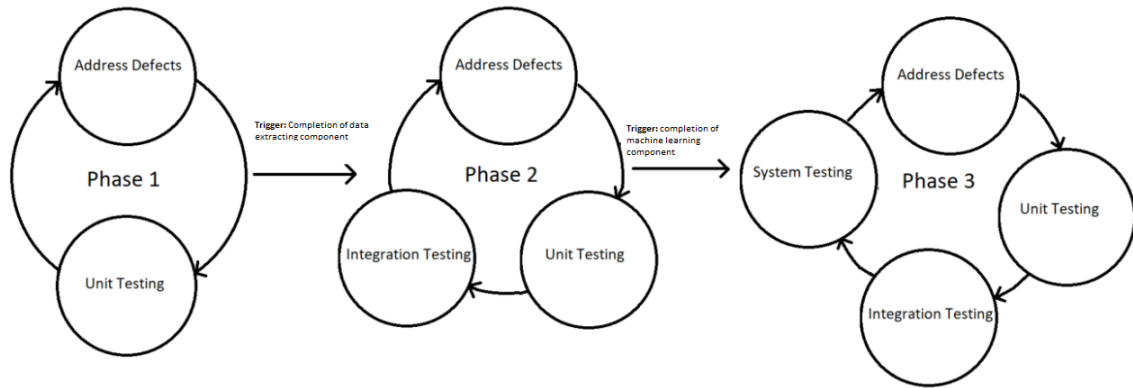 Address Defects
Phase 1
Unit Testing
Trigger: Completion of data
extracting component
Address Defects
Phase 2
Integration Testing
Unit Testing
Trigger: completion of
machine learning
component
Address Defects
System Testing
Phase 3
Unit Testing
Integration Testing